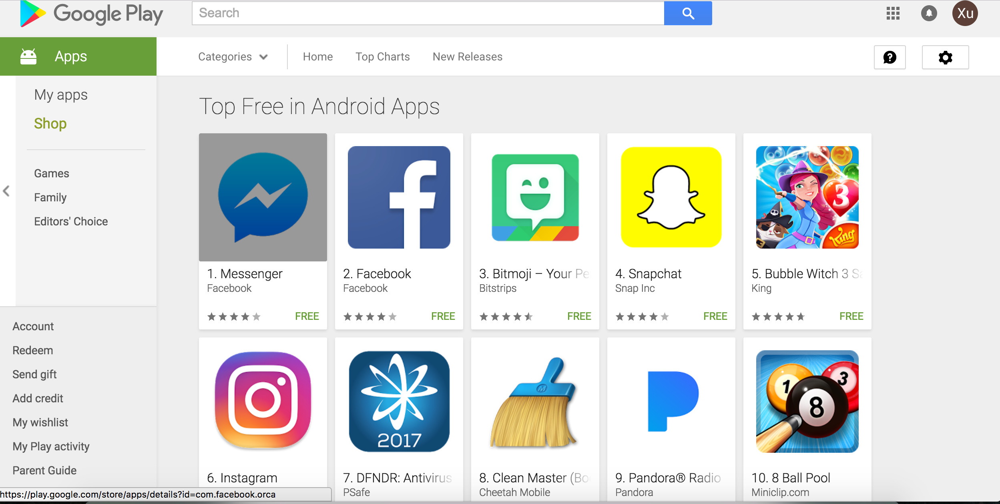 Google Play
Search
Xu
Apps
Categories
Home
Top Charts
New Releases
?
My apps
Shop
Games
Family
Editors' Choice
Account
Redeem
Send gift
Add credit
My wishlist
My Play activity
Parent Guide
https://play.google.com/store/apps/details?id=com.facebook.orca
Top Free in Android Apps
1. Messenger
Facebook
FREE
2. Facebook
Facebook
FREE
3. Bitmoji – Your Pe
Bitstrips
FREE
4. Snapchat
Snap Inc
FREE
3
King
5. Bubble Witch 3 Sa
King
FREE
6. Instagram
2017
7. DFNDR: Antivirus
PSafe
M
8. Clean Master (Boo
Cheetah Mobile
9. Pandora® Radio
Pandora
1
3
8
10. 8 Ball Pool
Miniclip.com